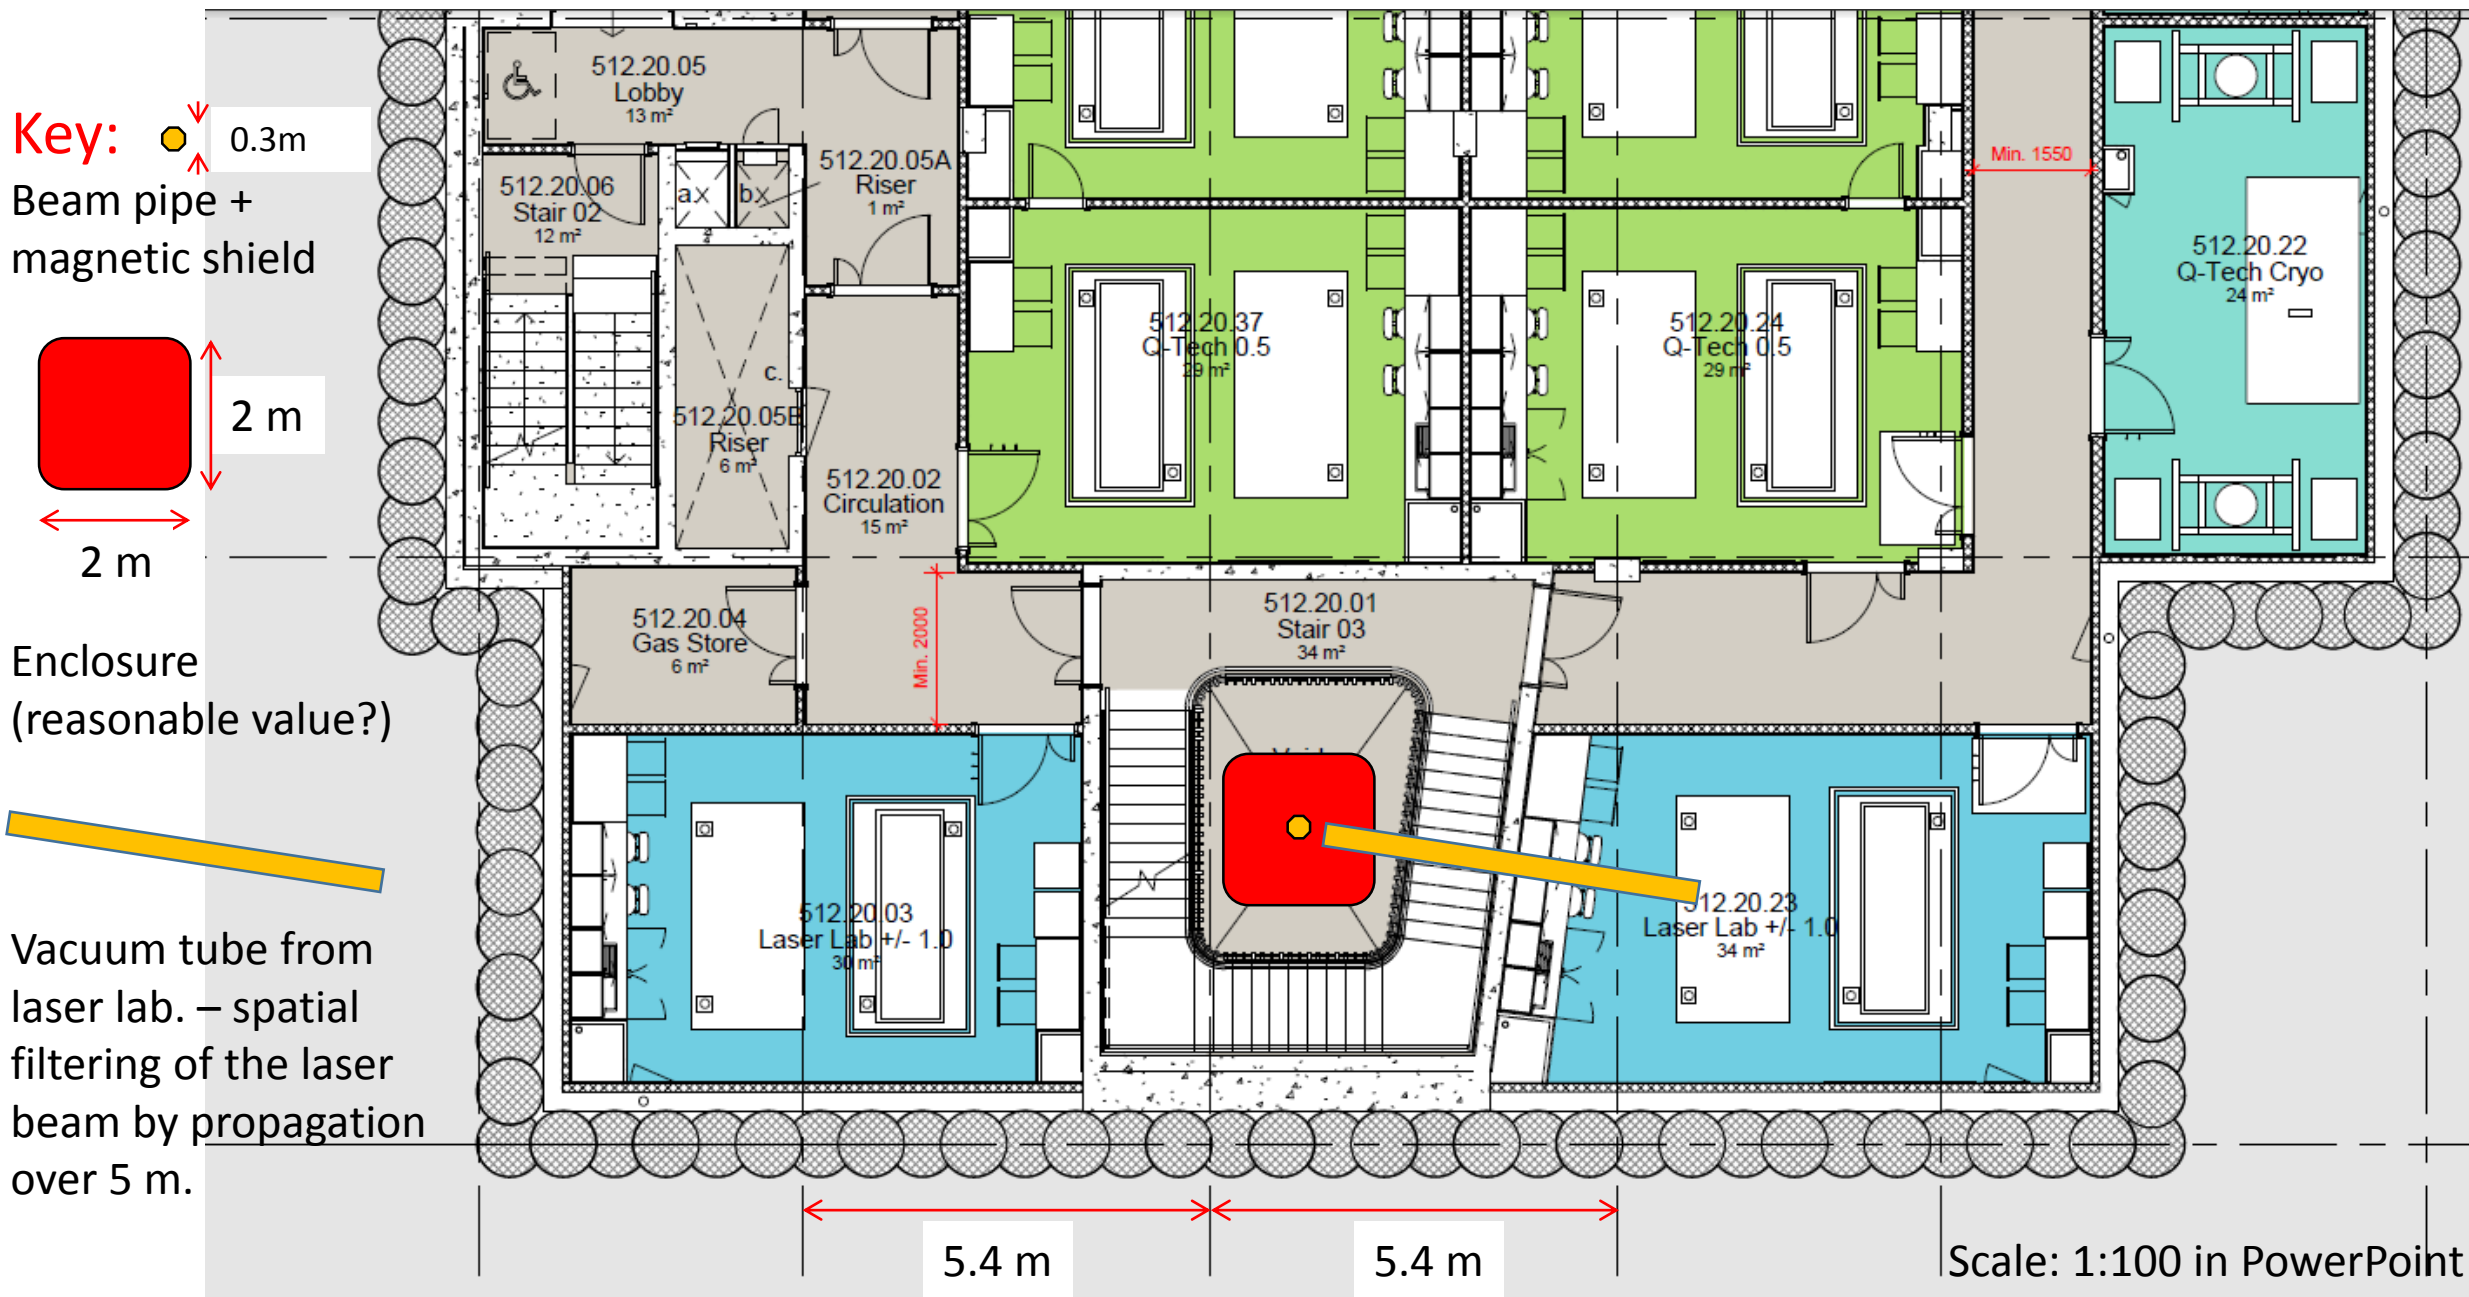 Key:
0.3m
Beam pipe +
magnetic shield
2 m
2 m
Enclosure
(reasonable value?)
Vacuum tube from
laser lab. – spatial
filtering of the laser
beam by propagation
over 5 m.
512.20.05
Lobby
13 m²
512.20.05A
Riser
1 m²
512.20.06
Stair 02
12 m²
a
b
c.
512.20.05B
Riser
6 m²
512.20.02
Circulation
15 m²
512.20.37
Q-Tech 0.5
29 m²
512.20.24
Q-Tech 0.5
29 m²
Min. 1550
512.20.22
Q-Tech Cryo
24 m²
512.20.04
Gas Store
6 m²
Min. 2000
512.20.01
Stair 03
34 m²
512.20.03
Laser Lab +/- 1.0
30 m²
512.20.23
Laser Lab +/- 1.0
34 m²
5.4 m
5.4 m
Scale: 1:100 in PowerPoint